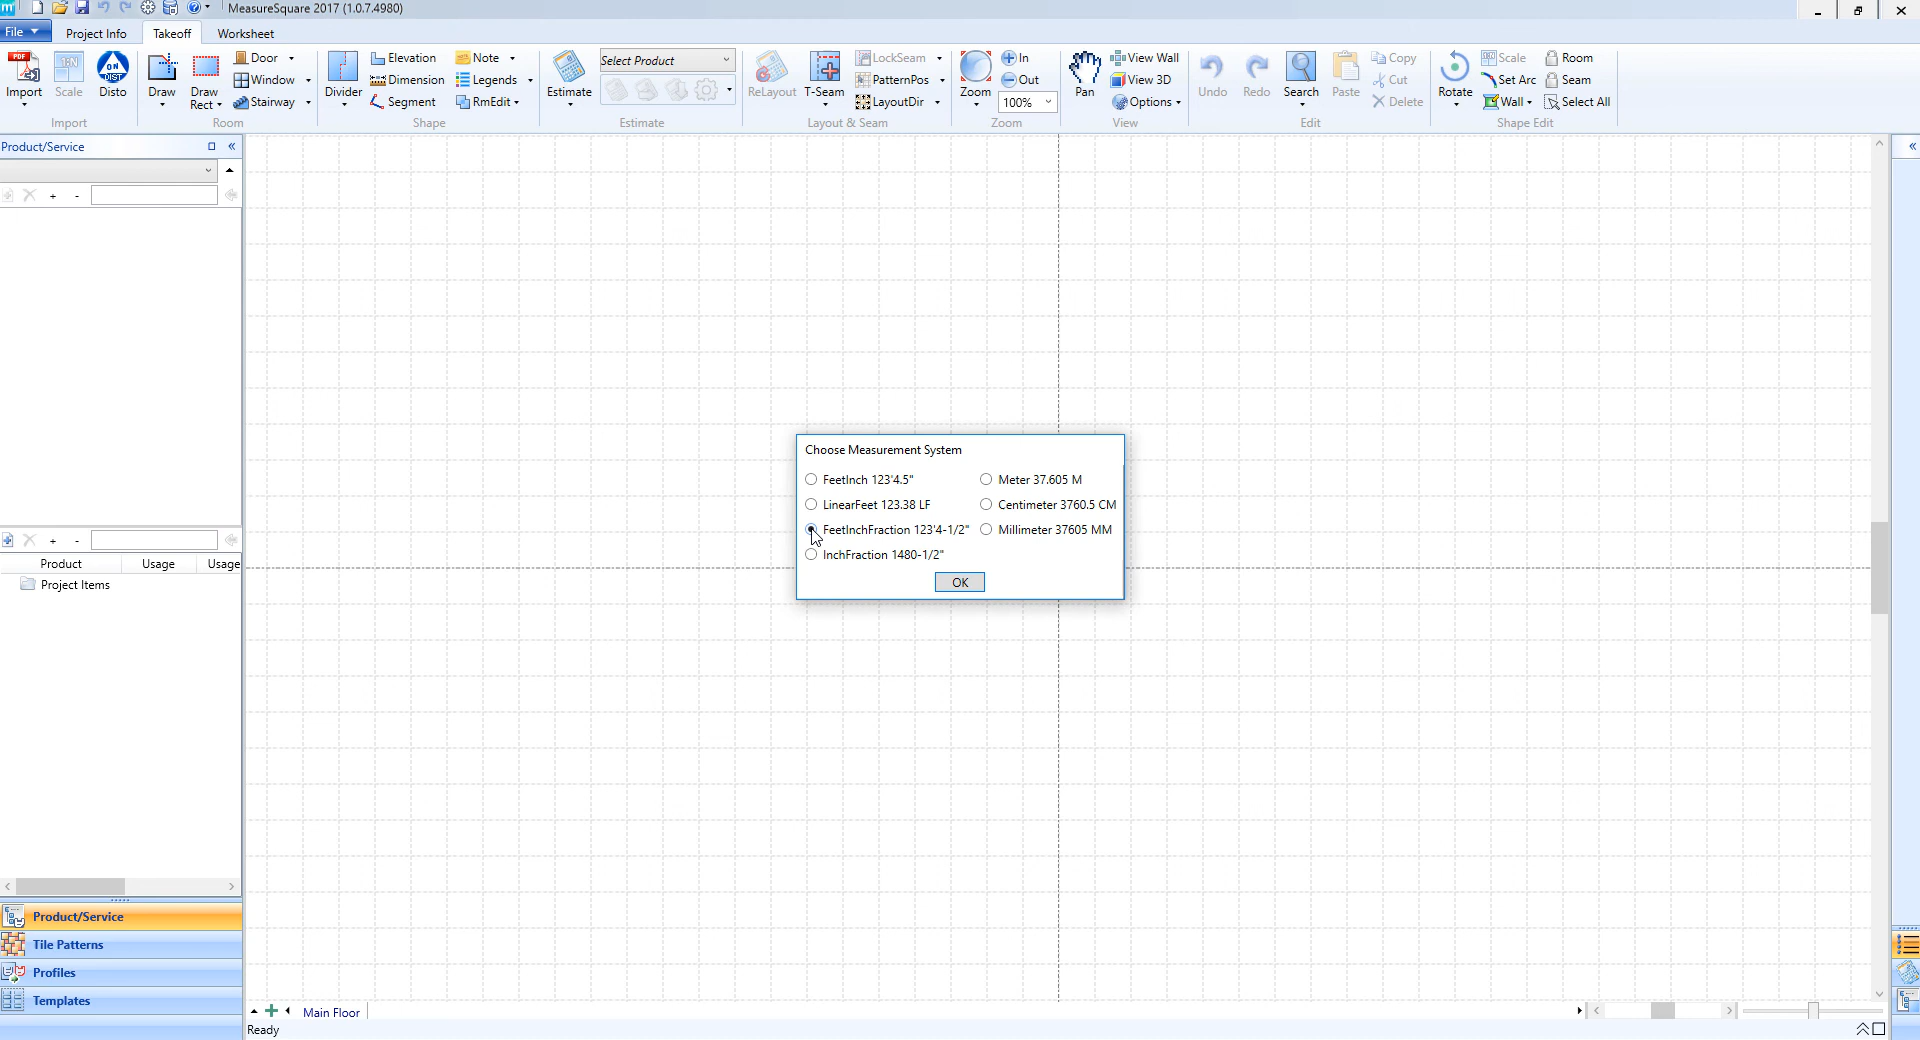 MeasureSquare 2017 (1.0.7.4980)
File Project Info Takeoff Worksheet
PDF 1:N ON DIST
Import Scale Disto
Import
Draw Draw Rect
Door
Window
Stairway
Room
Divider
Elevation Note
Dimension Legends
Segment RmEdit
Shape
Estimate
Select Product
Estimate
ReLayout T-Seam
LockSeam
PatternPos
LayoutDir
Layout & Seam
Zoom
In
Out
100%
Zoom
Pan
View Wall
View 3D
Options
View
Undo Redo Search Paste
Copy
Cut
Delete
Edit
Rotate
Scale Room
Set Arc Seam
Wall Select All
Shape Edit
Product/Service
+ -
+ -
Product Usage Usage
Project Items
Choose Measurement System
FeetInch 123'4.5" Meter 37.605 M
LinearFeet 123.38 LF Centimeter 3760.5 CM
FeetInchFraction 123'4-1/2" Millimeter 37605 MM
InchFraction 1480-1/2"
OK
Product/Service
Tile Patterns
Profiles
Templates
Main Floor
Ready